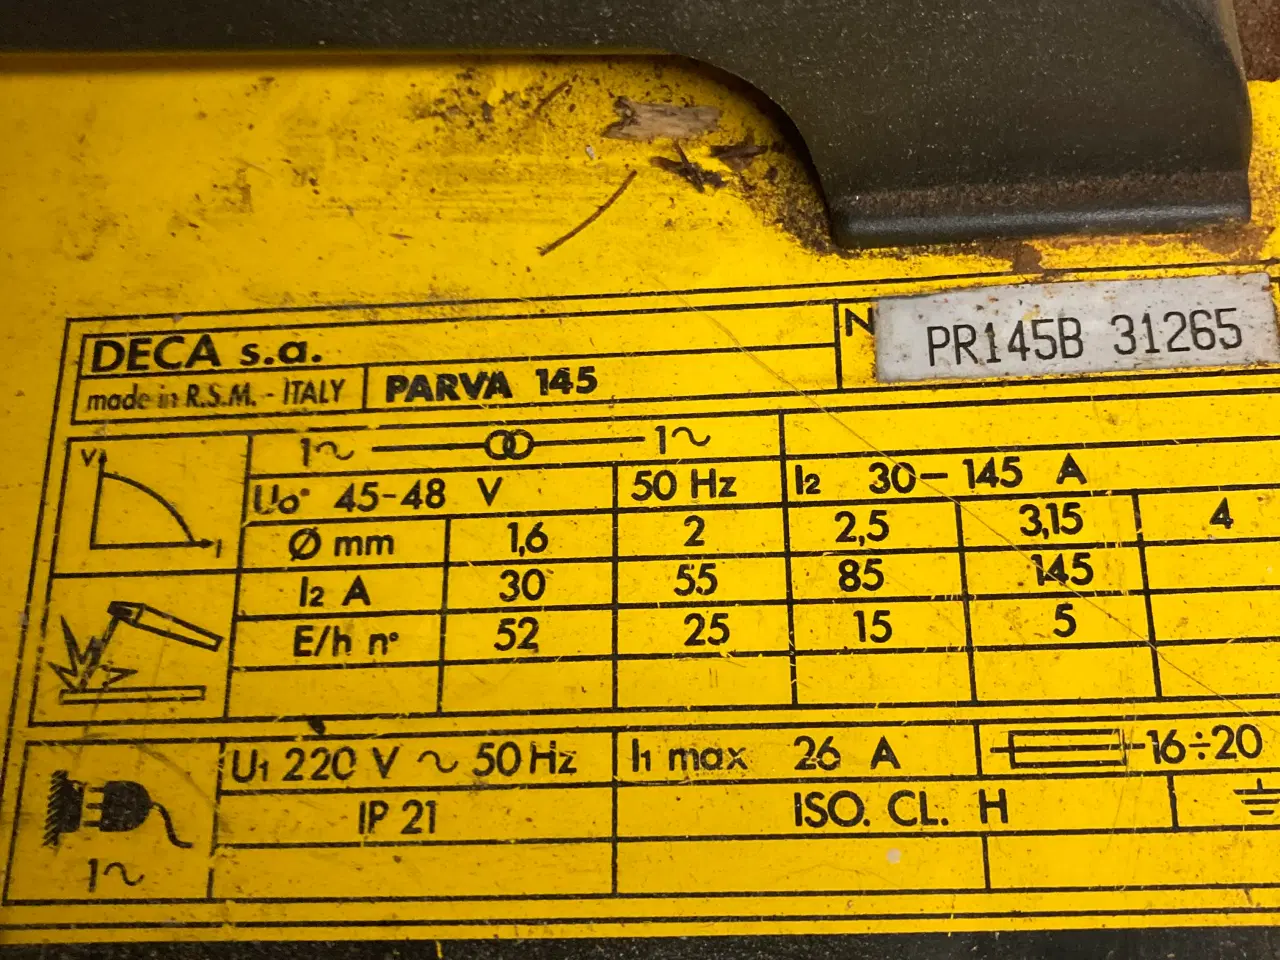 DECA s.a.
N PR145B 31265
made in R.S.M. - ITALY PARVA 145
V
1~ 1~
U₀ 45-48 V 50 Hz I₂ 30-145 A
I
Ø mm 1,6 2 2,5 3,15 4
I₂ A 30 55 85 145
E/h n° 52 25 15 5
U₁ 220 V ~ 50Hz I₁ max 26 A 16÷20
IP 21 ISO. CL. H
1~